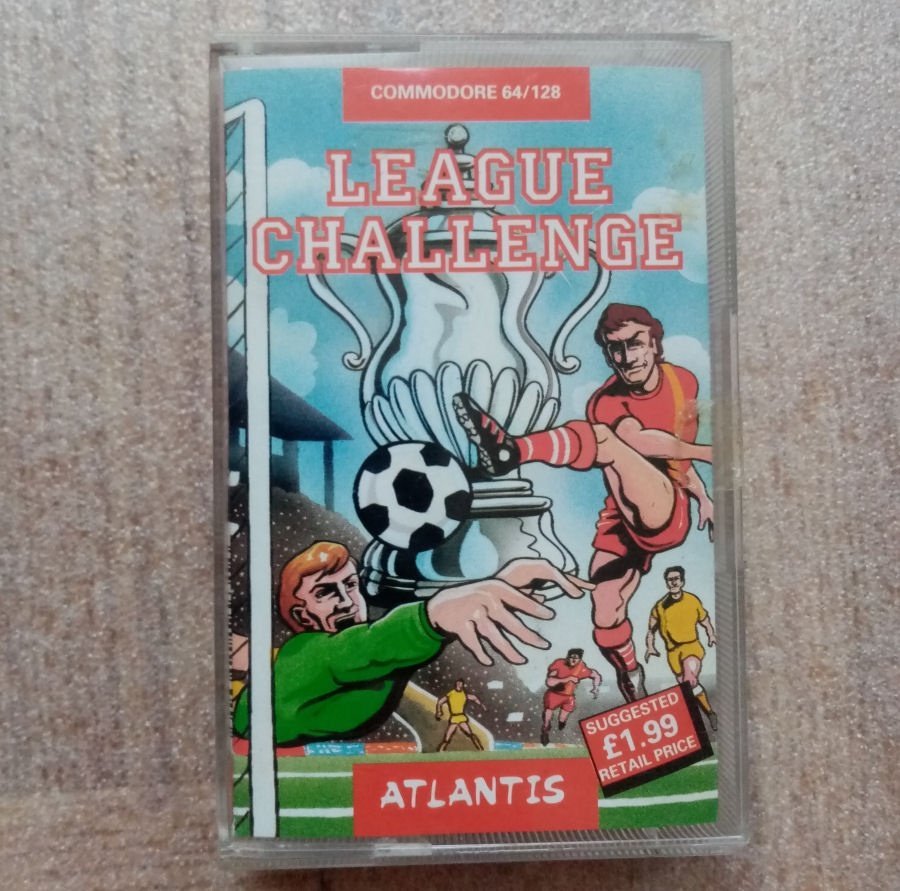 COMMODORE 64/128
LEAGUE
CHALLENGE
SUGGESTED
£1.99
RETAIL PRICE
ATLANTIS